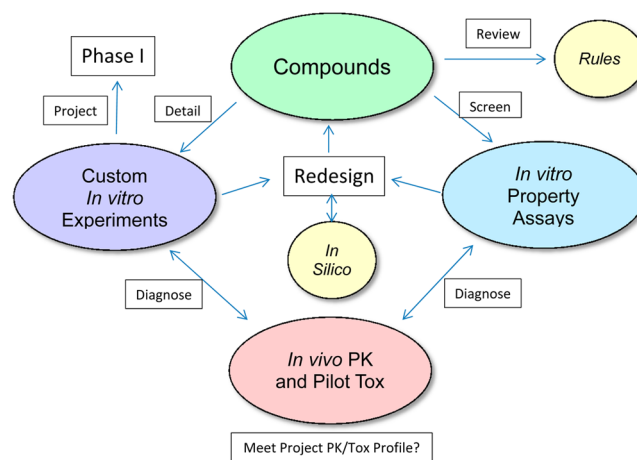 Phase I
Compounds
Review
Rules
Project
Detail
Screen
Custom
In vitro
Experiments
Redesign
In vitro
Property
Assays
In
Silico
Diagnose
Diagnose
In vivo PK
and Pilot Tox
Meet Project PK/Tox Profile?